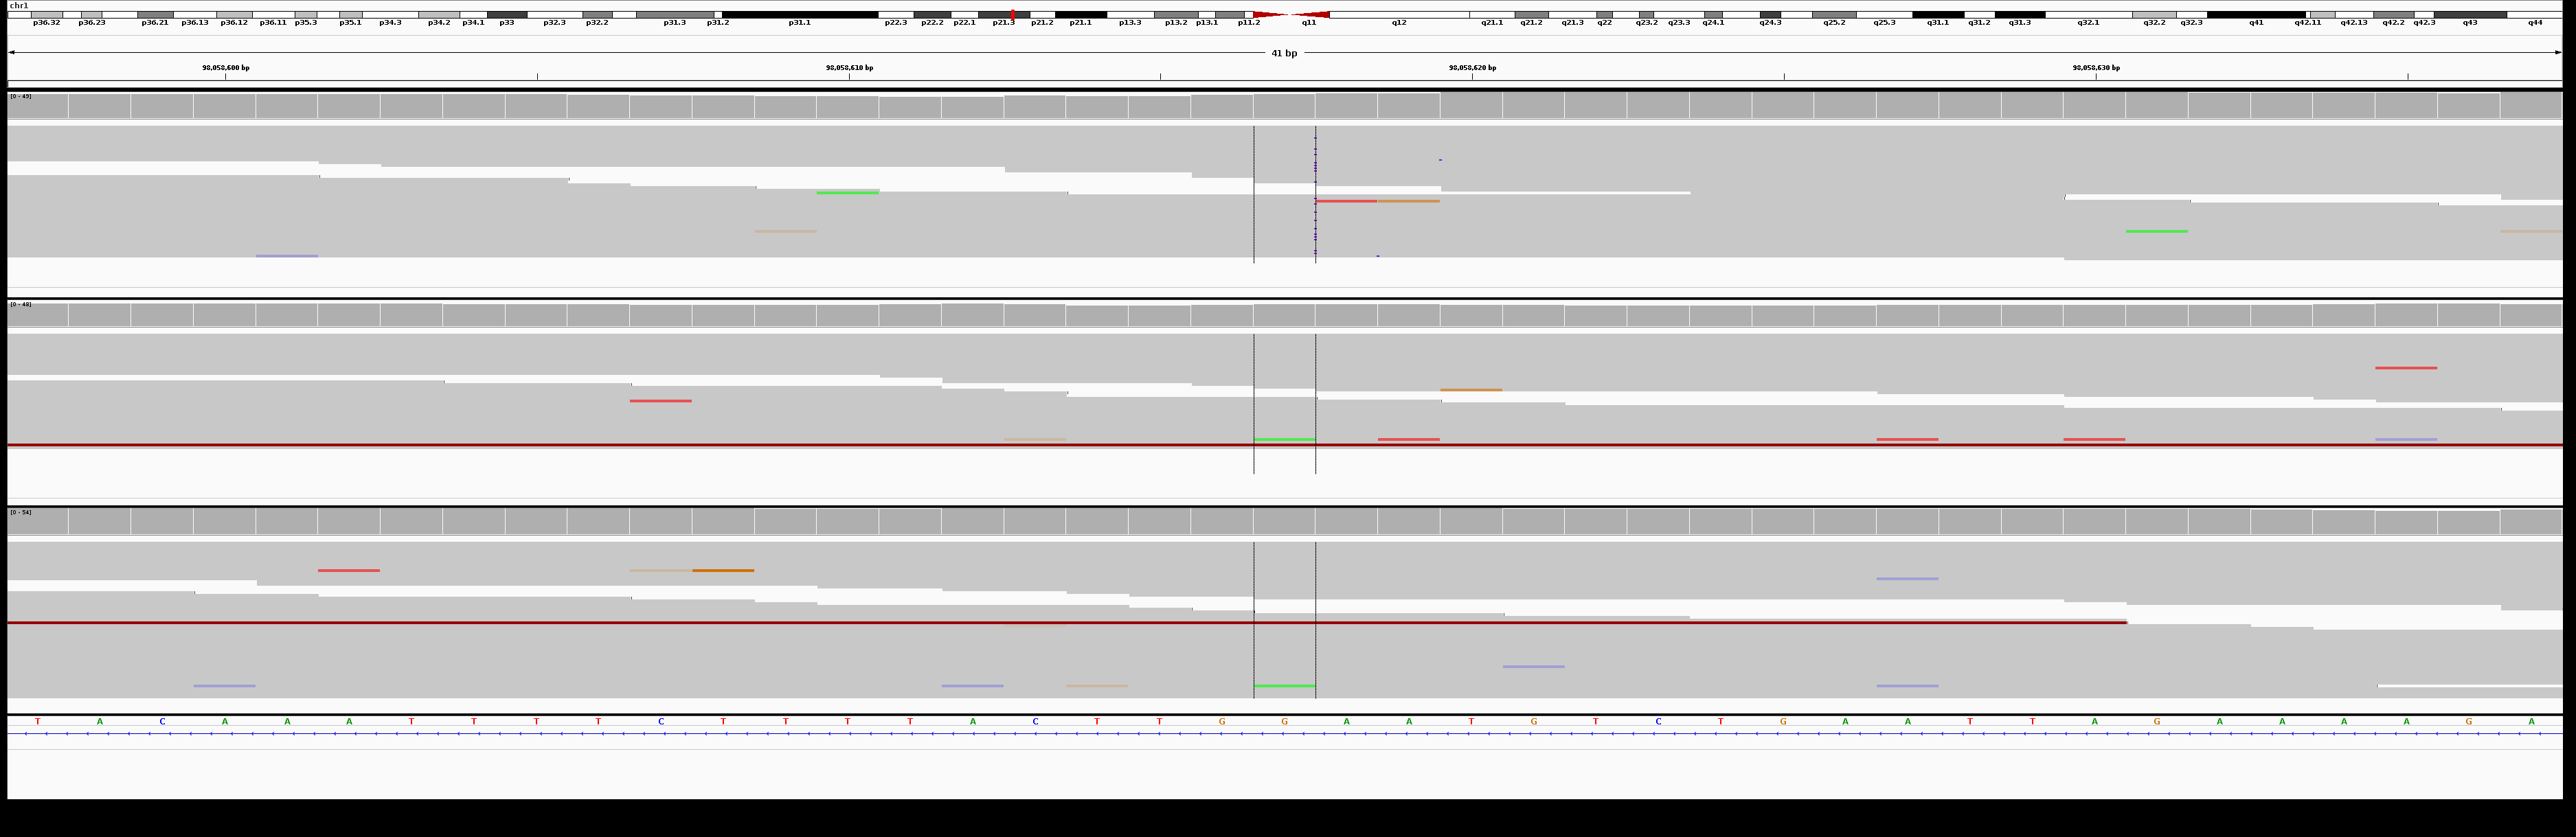 chr1
p36.32 p36.23 p36.21 p36.13 p36.12 p36.11 p35.3 p35.1 p34.3 p34.2 p34.1 p33 p32.3 p32.2 p31.3 p31.2 p31.1 p22.3 p22.2 p22.1 p21.3 p21.2 p21.1 p13.3 p13.2 p13.1 p11.2 q11 q12 q21.1 q21.2 q21.3 q22 q23.2 q23.3 q24.1 q24.3 q25.2 q25.3 q31.1 q31.2 q31.3 q32.1 q32.2 q32.3 q41 q42.11 q42.13 q42.2 q42.3 q43 q44
41 bp
98,058,600 bp 98,058,610 bp 98,058,620 bp 98,058,630 bp
[0 - 49]
[0 - 48]
[0 - 54]
T A C A A A T T T T C T T T T A C T T G G A A T G T C T G A A T T A G A A A A G A